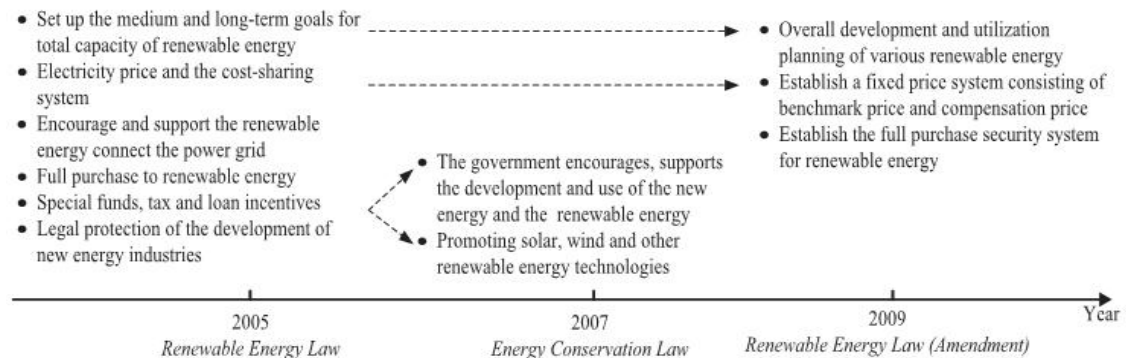 • Set up the medium and long-term goals for
total capacity of renewable energy
• Electricity price and the cost-sharing
system
• Encourage and support the renewable
energy connect the power grid
• Full purchase to renewable energy
• Special funds, tax and loan incentives
• Legal protection of the development of
new energy industries
• The government encourages, supports
the development and use of the new
energy and the renewable energy
• Promoting solar, wind and other
renewable energy technologies
• Overall development and utilization
planning of various renewable energy
• Establish a fixed price system consisting of
benchmark price and compensation price
• Establish the full purchase security system
for renewable energy
2005
Renewable Energy Law
2007
Energy Conservation Law
2009
Renewable Energy Law (Amendment)
Year